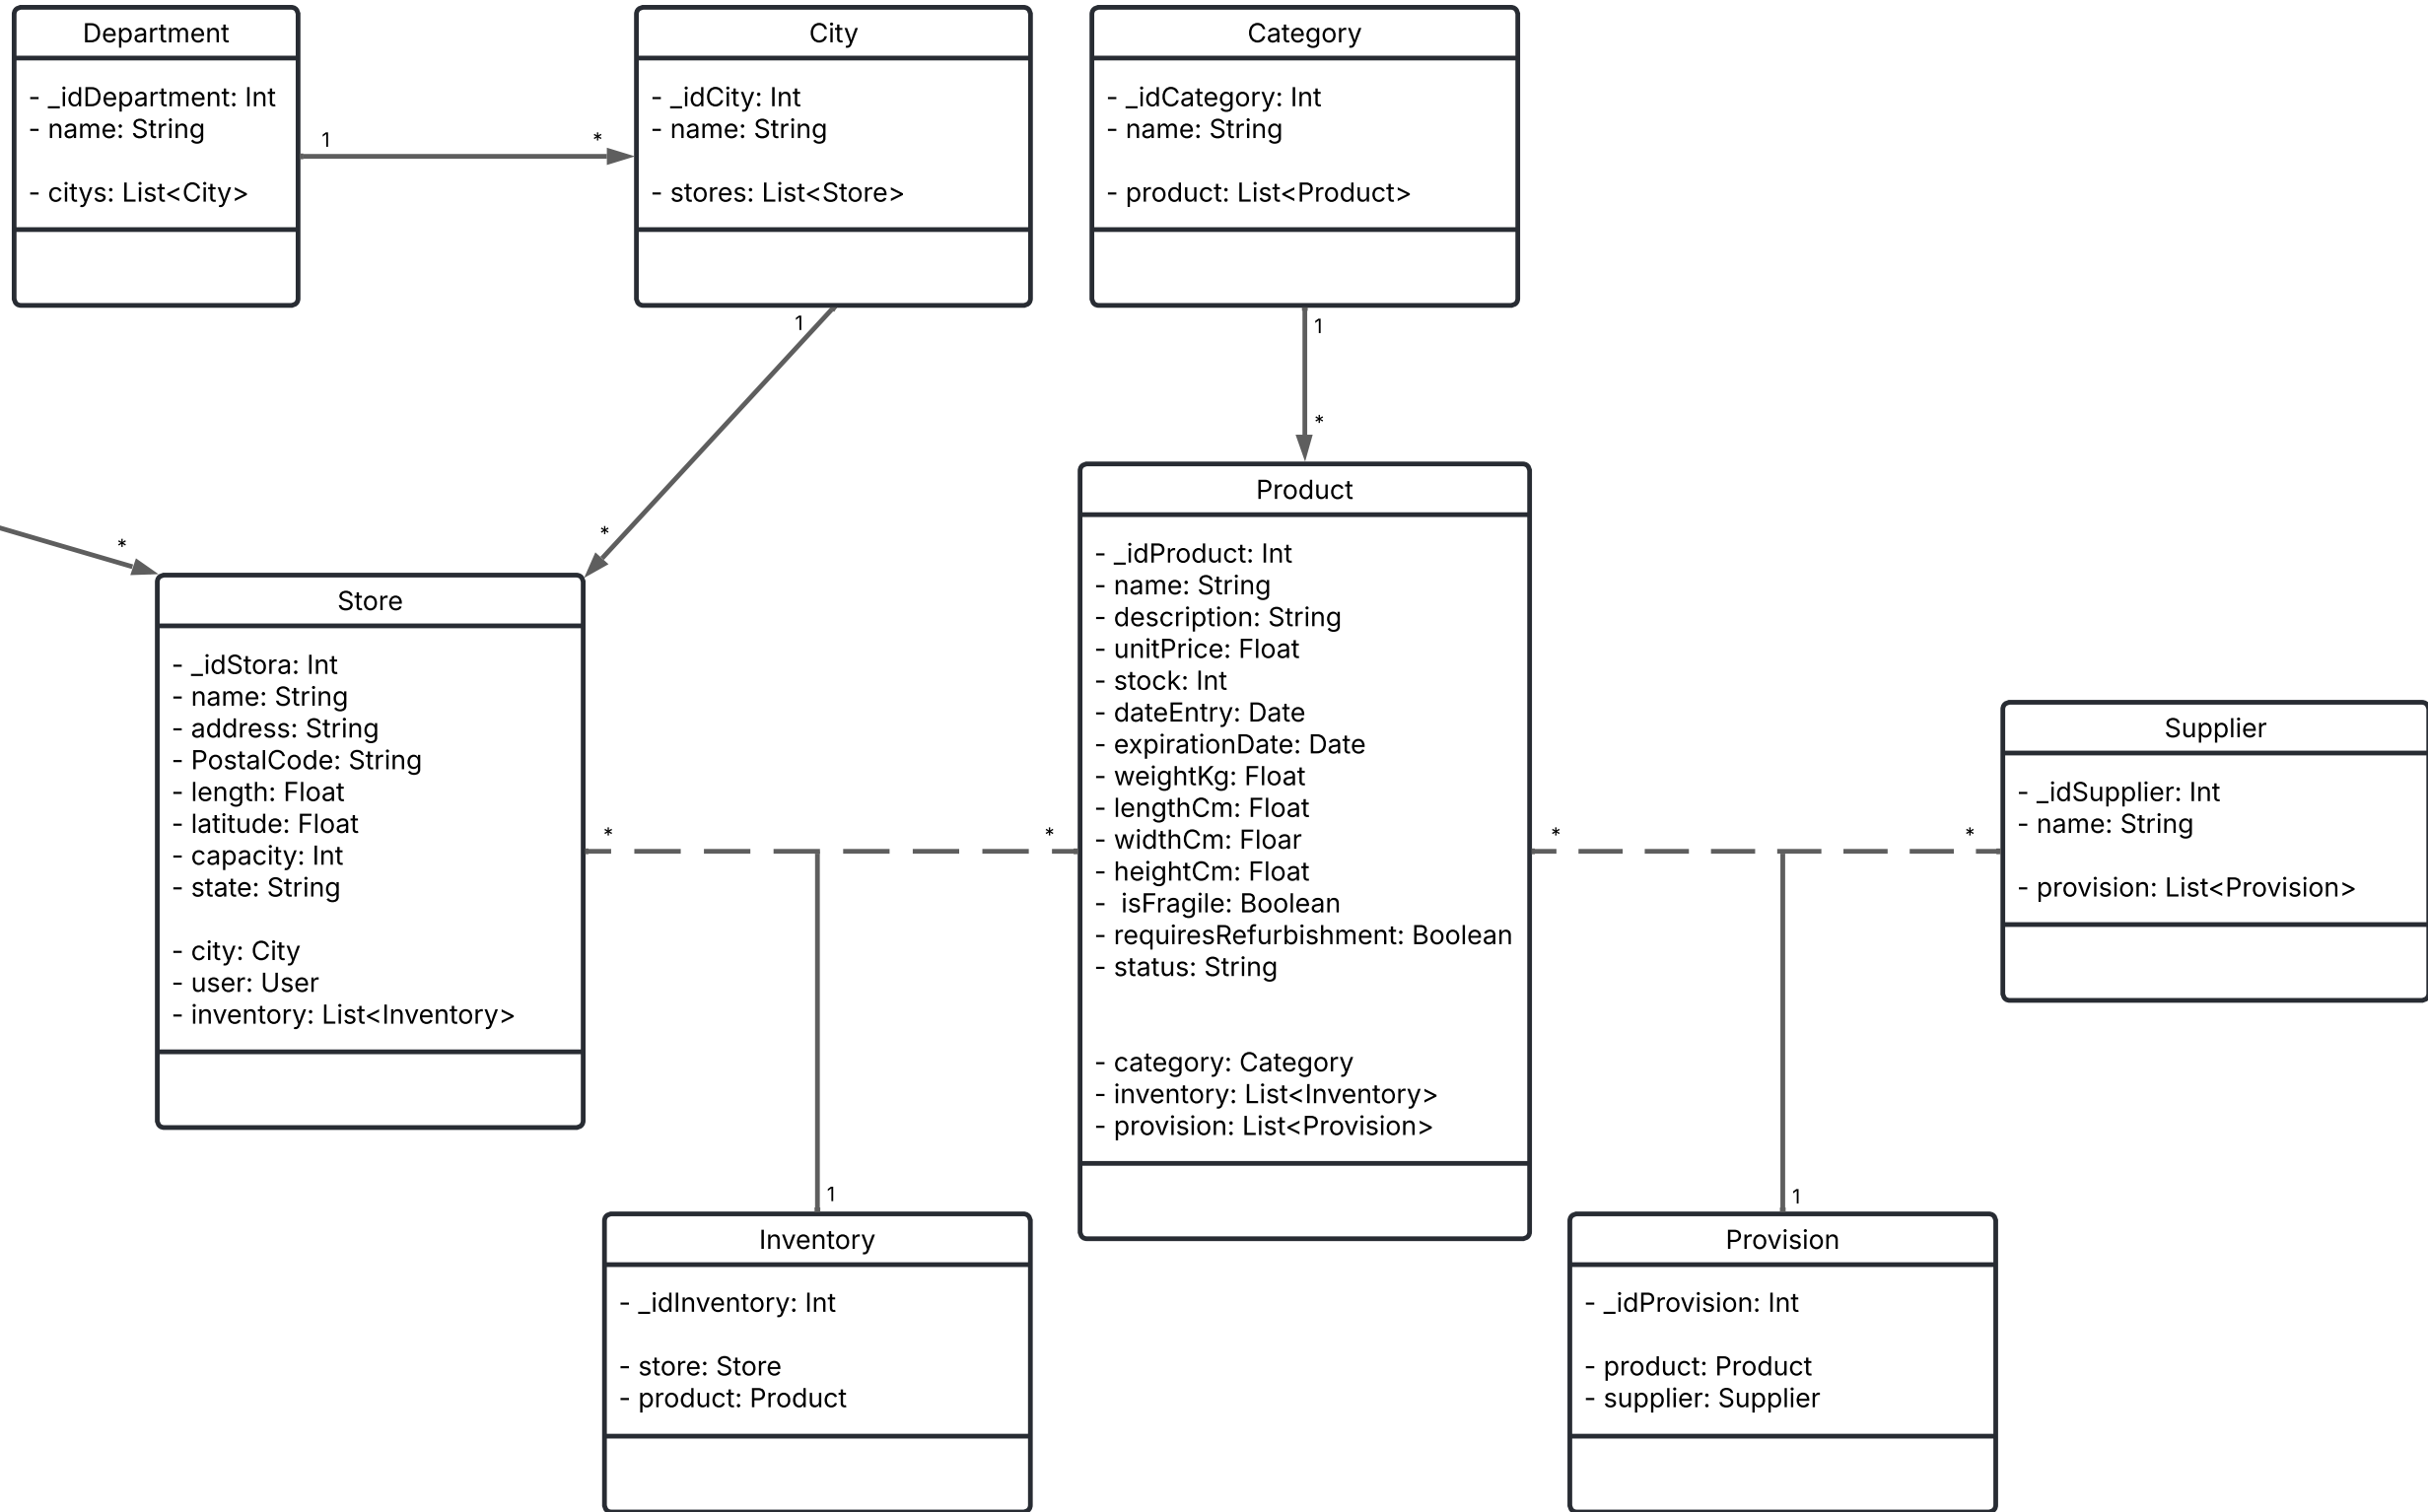 Department
- _idDepartment: Int
- name: String
- citys: List<City>
1
*
City
- _idCity: Int
- name: String
- stores: List<Store>
1
*
Category
- _idCategory: Int
- name: String
- product: List<Product>
1
*
*
Store
- _idStora: Int
- name: String
- address: String
- PostalCode: String
- length: Float
- latitude: Float
- capacity: Int
- state: String
- city: City
- user: User
- inventory: List<Inventory>
*
*
1
Product
- _idProduct: Int
- name: String
- description: String
- unitPrice: Float
- stock: Int
- dateEntry: Date
- expirationDate: Date
- weightKg: Float
- lengthCm: Float
- widthCm: Floar
- heightCm: Float
- isFragile: Boolean
- requiresRefurbishment: Boolean
- status: String
- category: Category
- inventory: List<Inventory>
- provision: List<Provision>
*
*
1
Supplier
- _idSupplier: Int
- name: String
- provision: List<Provision>
Inventory
- _idInventory: Int
- store: Store
- product: Product
Provision
- _idProvision: Int
- product: Product
- supplier: Supplier